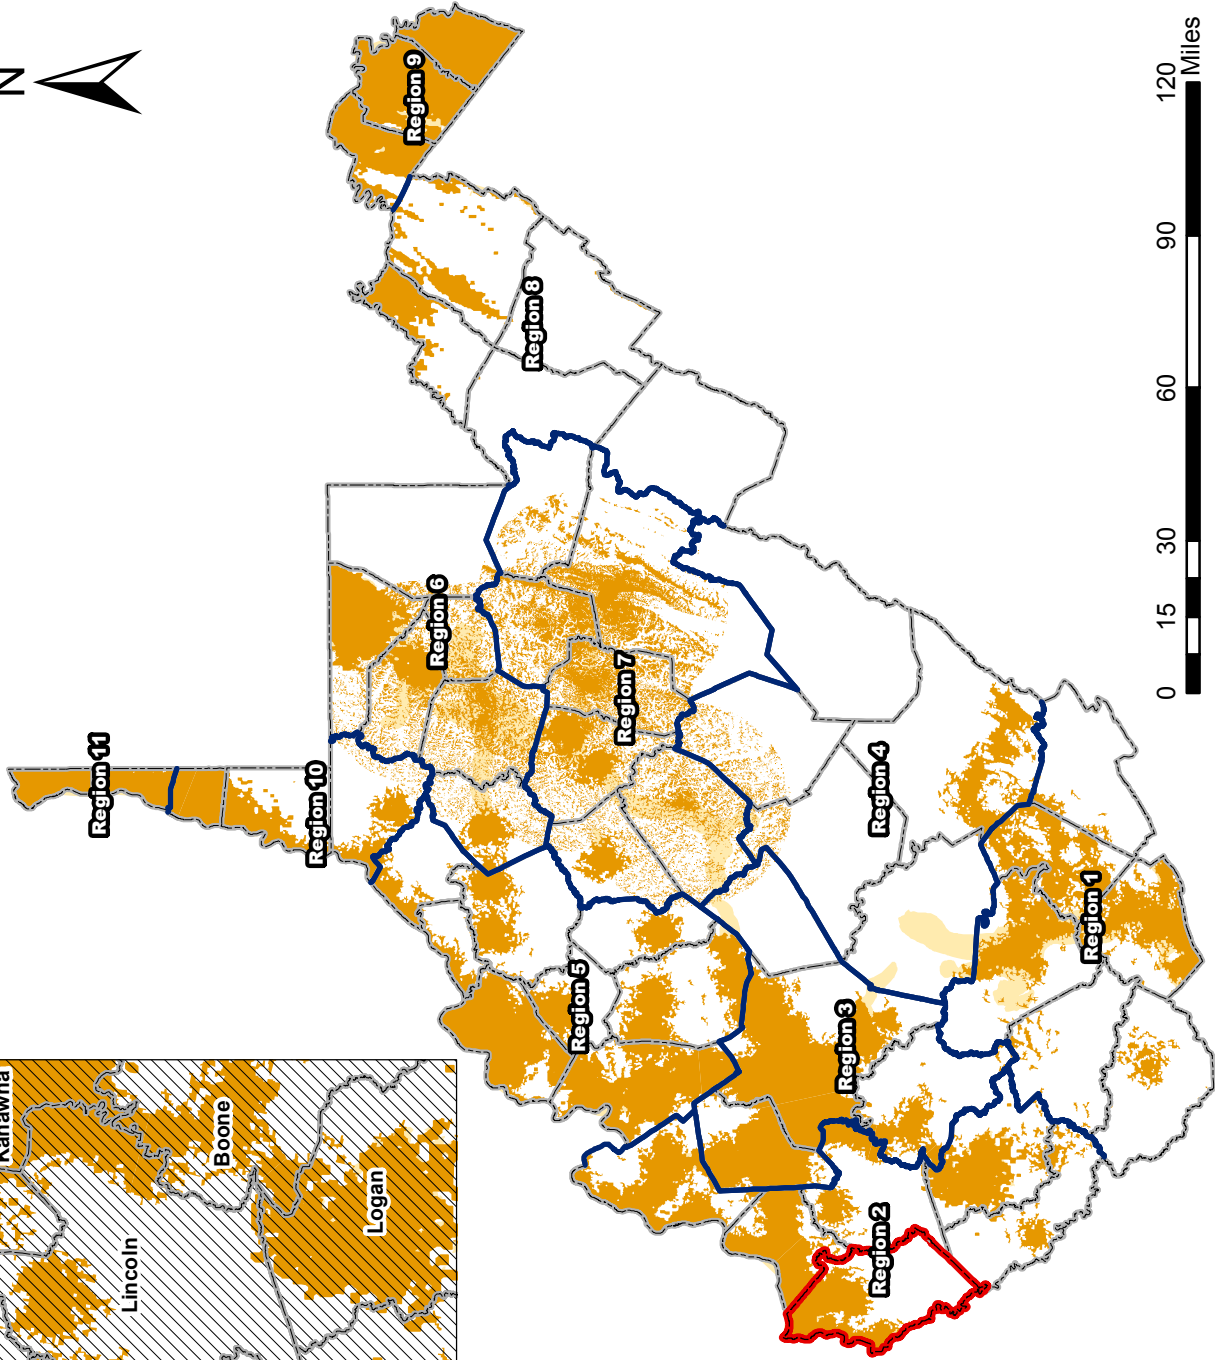 N
Region 9
Region 8
Region 6
Region 7
Region 11
Region 10
Region 4
Region 5
Region 1
Region 3
Region 2
Kanawha
Boone
Lincoln
Logan
0 15 30 60 90 120
Miles